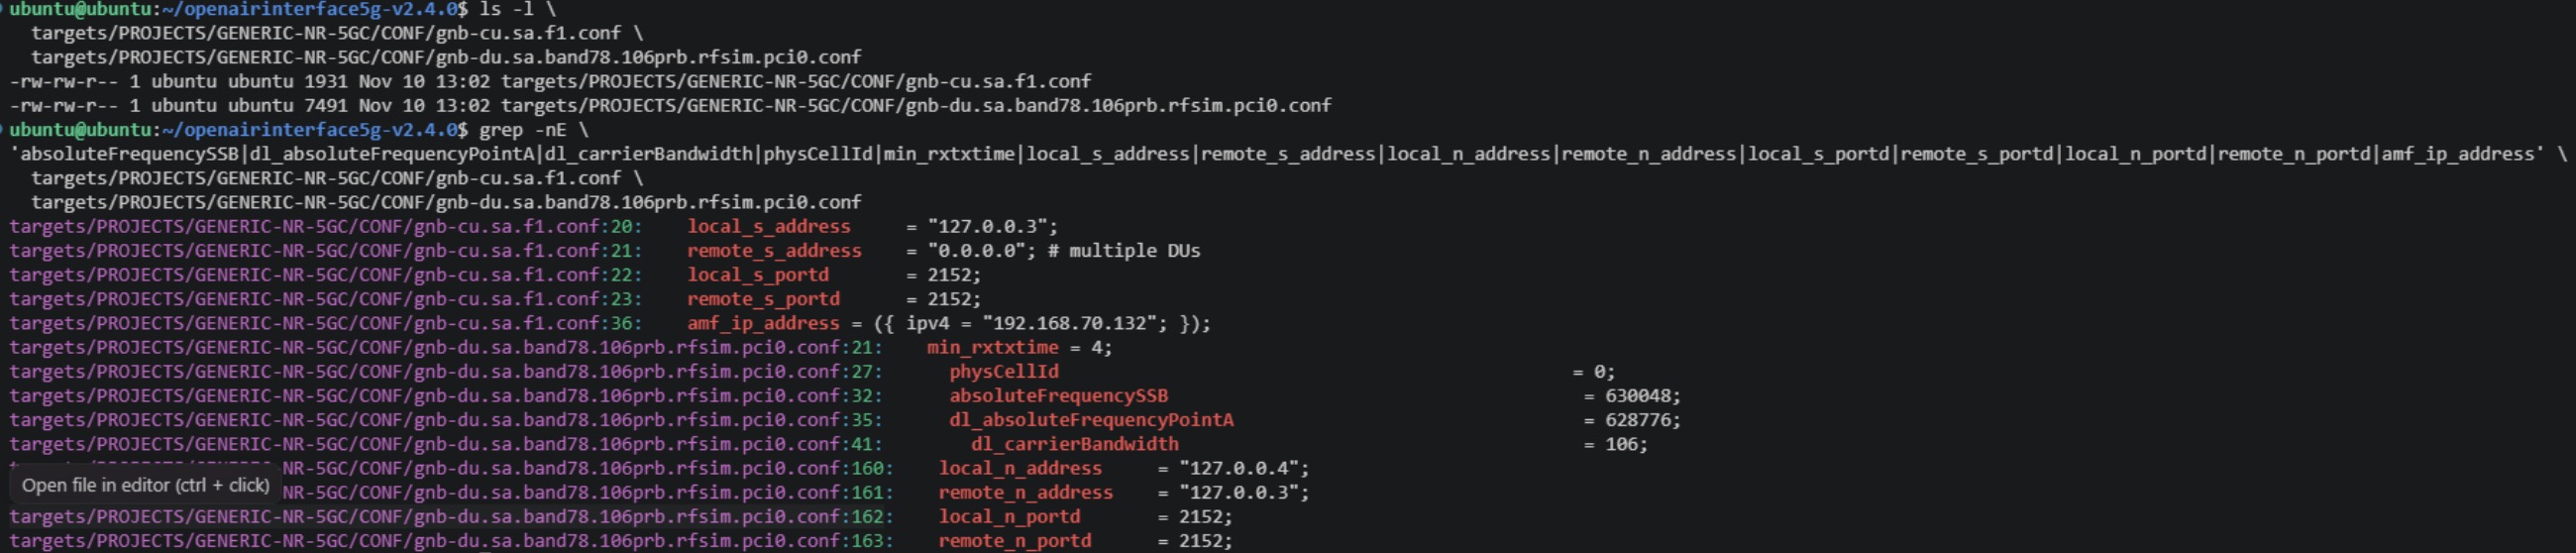 ubuntu@ubuntu:~/openairinterface5g-v2.4.0$ ls -l \
  targets/PROJECTS/GENERIC-NR-5GC/CONF/gnb-cu.sa.f1.conf \
  targets/PROJECTS/GENERIC-NR-5GC/CONF/gnb-du.sa.band78.106prb.rfsim.pci0.conf
-rw-rw-r-- 1 ubuntu ubuntu 1931 Nov 10 13:02 targets/PROJECTS/GENERIC-NR-5GC/CONF/gnb-cu.sa.f1.conf
-rw-rw-r-- 1 ubuntu ubuntu 7491 Nov 10 13:02 targets/PROJECTS/GENERIC-NR-5GC/CONF/gnb-du.sa.band78.106prb.rfsim.pci0.conf
ubuntu@ubuntu:~/openairinterface5g-v2.4.0$ grep -nE \
'absoluteFrequencySSB|dl_absoluteFrequencyPointA|dl_carrierBandwidth|physCellId|min_rxtxtime|local_s_address|remote_s_address|local_n_address|remote_n_address|local_s_portd|remote_s_portd|local_n_portd|remote_n_portd|amf_ip_address' \
  targets/PROJECTS/GENERIC-NR-5GC/CONF/gnb-cu.sa.f1.conf \
  targets/PROJECTS/GENERIC-NR-5GC/CONF/gnb-du.sa.band78.106prb.rfsim.pci0.conf
targets/PROJECTS/GENERIC-NR-5GC/CONF/gnb-cu.sa.f1.conf:20:    local_s_address     = "127.0.0.3";
targets/PROJECTS/GENERIC-NR-5GC/CONF/gnb-cu.sa.f1.conf:21:    remote_s_address    = "0.0.0.0"; # multiple DUs
targets/PROJECTS/GENERIC-NR-5GC/CONF/gnb-cu.sa.f1.conf:22:    local_s_portd       = 2152;
targets/PROJECTS/GENERIC-NR-5GC/CONF/gnb-cu.sa.f1.conf:23:    remote_s_portd      = 2152;
targets/PROJECTS/GENERIC-NR-5GC/CONF/gnb-cu.sa.f1.conf:36:    amf_ip_address = ({ ipv4 = "192.168.70.132"; });
targets/PROJECTS/GENERIC-NR-5GC/CONF/gnb-du.sa.band78.106prb.rfsim.pci0.conf:21:    min_rxtxtime = 4;
targets/PROJECTS/GENERIC-NR-5GC/CONF/gnb-du.sa.band78.106prb.rfsim.pci0.conf:27:      physCellId                                               = 0;
targets/PROJECTS/GENERIC-NR-5GC/CONF/gnb-du.sa.band78.106prb.rfsim.pci0.conf:32:      absoluteFrequencySSB                                      = 630048;
targets/PROJECTS/GENERIC-NR-5GC/CONF/gnb-du.sa.band78.106prb.rfsim.pci0.conf:35:      dl_absoluteFrequencyPointA                                = 628776;
targets/PROJECTS/GENERIC-NR-5GC/CONF/gnb-du.sa.band78.106prb.rfsim.pci0.conf:41:        dl_carrierBandwidth                                     = 106;
NR-5GC/CONF/gnb-du.sa.band78.106prb.rfsim.pci0.conf:160:    local_n_address     = "127.0.0.4";
Open file in editor (ctrl + click)
NR-5GC/CONF/gnb-du.sa.band78.106prb.rfsim.pci0.conf:161:    remote_n_address    = "127.0.0.3";
targets/PROJECTS/GENERIC-NR-5GC/CONF/gnb-du.sa.band78.106prb.rfsim.pci0.conf:162:    local_n_portd       = 2152;
targets/PROJECTS/GENERIC-NR-5GC/CONF/gnb-du.sa.band78.106prb.rfsim.pci0.conf:163:    remote_n_portd      = 2152;